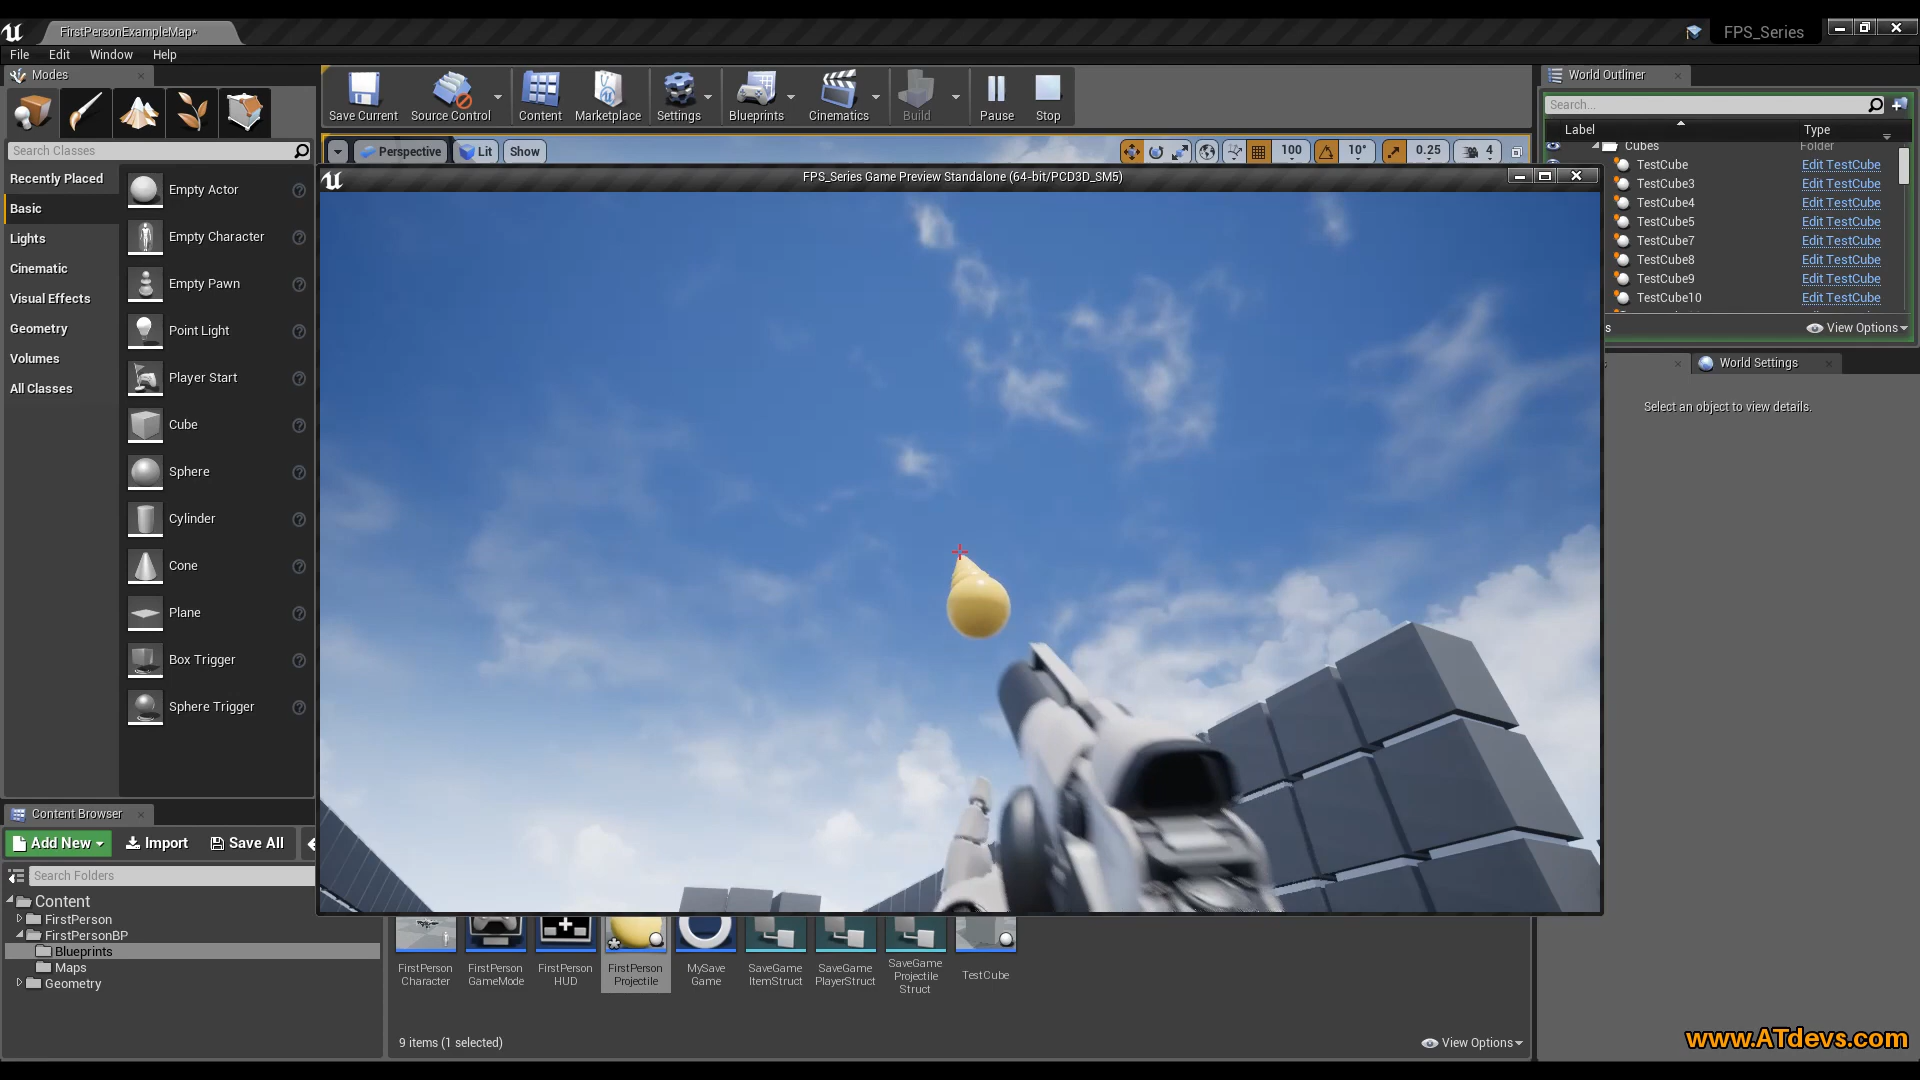 FirstPersonExampleMap*
FPS_Series
File Edit Window Help
Modes
World Outliner
Save Current Source Control Content Marketplace Settings Blueprints Cinematics Build Pause Stop
Search...
Label Type
Search Classes
Perspective Lit Show 100 10° 0.25 4
Cubes Folder
TestCube Edit TestCube
TestCube3 Edit TestCube
TestCube4 Edit TestCube
TestCube5 Edit TestCube
TestCube7 Edit TestCube
TestCube8 Edit TestCube
TestCube9 Edit TestCube
TestCube10 Edit TestCube
s View Options
FPS_Series Game Preview Standalone (64-bit/PCD3D_SM5)
Recently Placed
Basic
Lights
Cinematic
Visual Effects
Geometry
Volumes
All Classes
Empty Actor
Empty Character
Empty Pawn
Point Light
Player Start
Cube
Sphere
Cylinder
Cone
Plane
Box Trigger
Sphere Trigger
World Settings
Select an object to view details.
Content Browser
Add New Import Save All
Search Folders
Content
FirstPerson
FirstPersonBP
Blueprints
Maps
Geometry
FirstPerson Character
FirstPerson GameMode
FirstPerson HUD
FirstPerson Projectile
MySave Game
SaveGame ItemStruct
SaveGame PlayerStruct
SaveGame Projectile Struct
TestCube
9 items (1 selected)
View Options
www.ATdevs.com